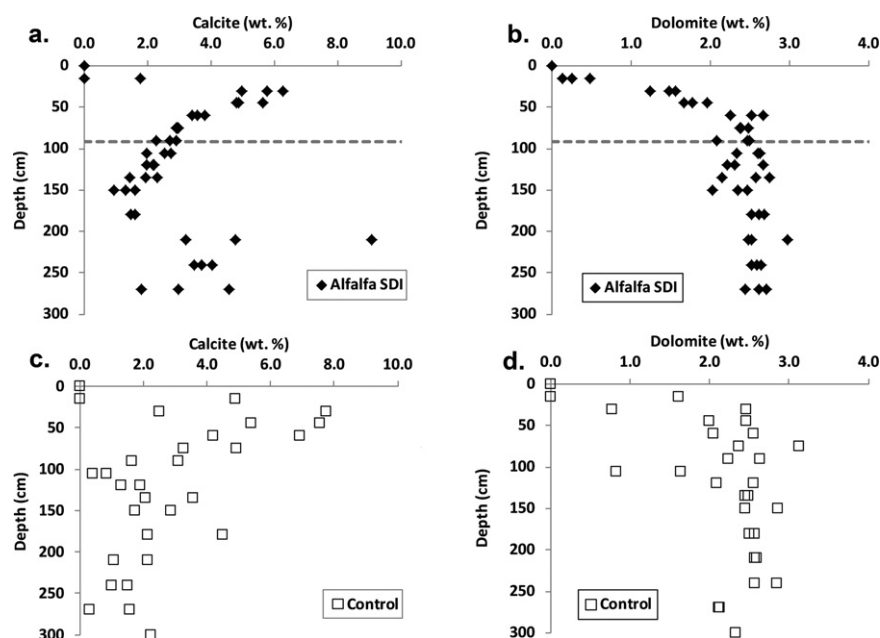 a. Calcite (wt. %)
0.0 2.0 4.0 6.0 8.0 10.0
0
50
100
150
200
250
300
Depth (cm)
Alfalfa SDI
b. Dolomite (wt. %)
0.0 1.0 2.0 3.0 4.0
0
50
100
150
200
250
300
Depth (cm)
Alfalfa SDI
c. Calcite (wt. %)
0.0 2.0 4.0 6.0 8.0 10.0
0
50
100
150
200
250
300
Depth (cm)
Control
d. Dolomite (wt. %)
0.0 1.0 2.0 3.0 4.0
0
50
100
150
200
250
300
Depth (cm)
Control